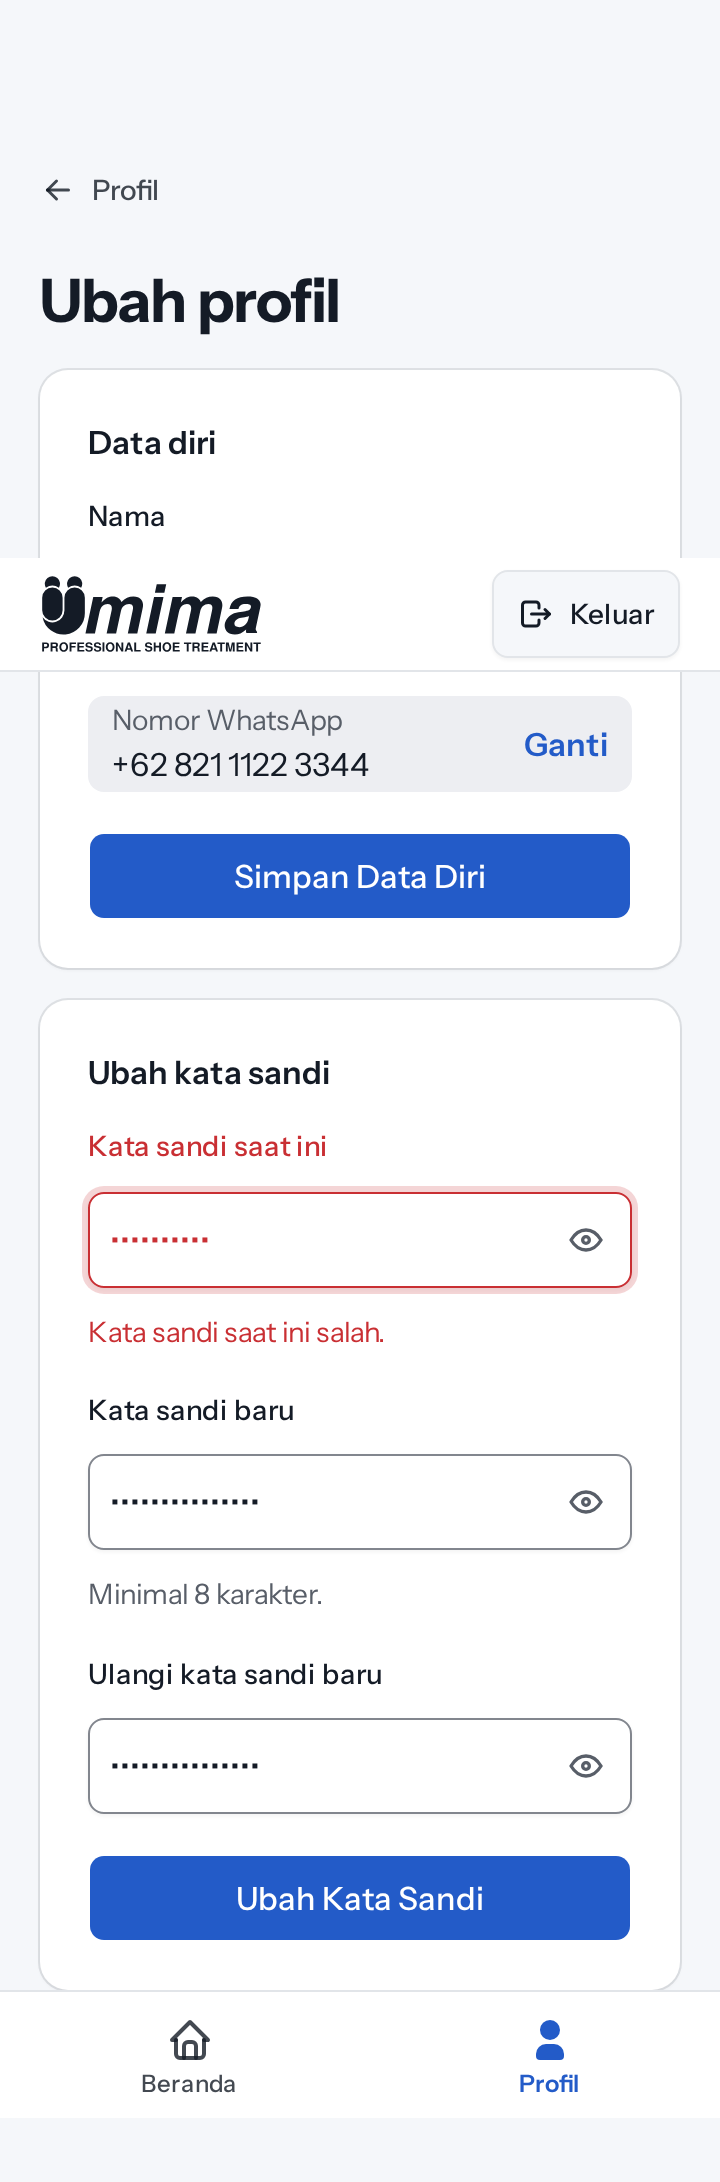 Profil
Ubah profil
Data diri
Nama
Ümima
PROFESSIONAL SHOE TREATMENT
Keluar
Nomor WhatsApp
+62 821 1122 3344
Ganti
Simpan Data Diri
Ubah kata sandi
Kata sandi saat ini
Kata sandi saat ini salah.
Kata sandi baru
Minimal 8 karakter.
Ulangi kata sandi baru
Ubah Kata Sandi
Beranda
Profil